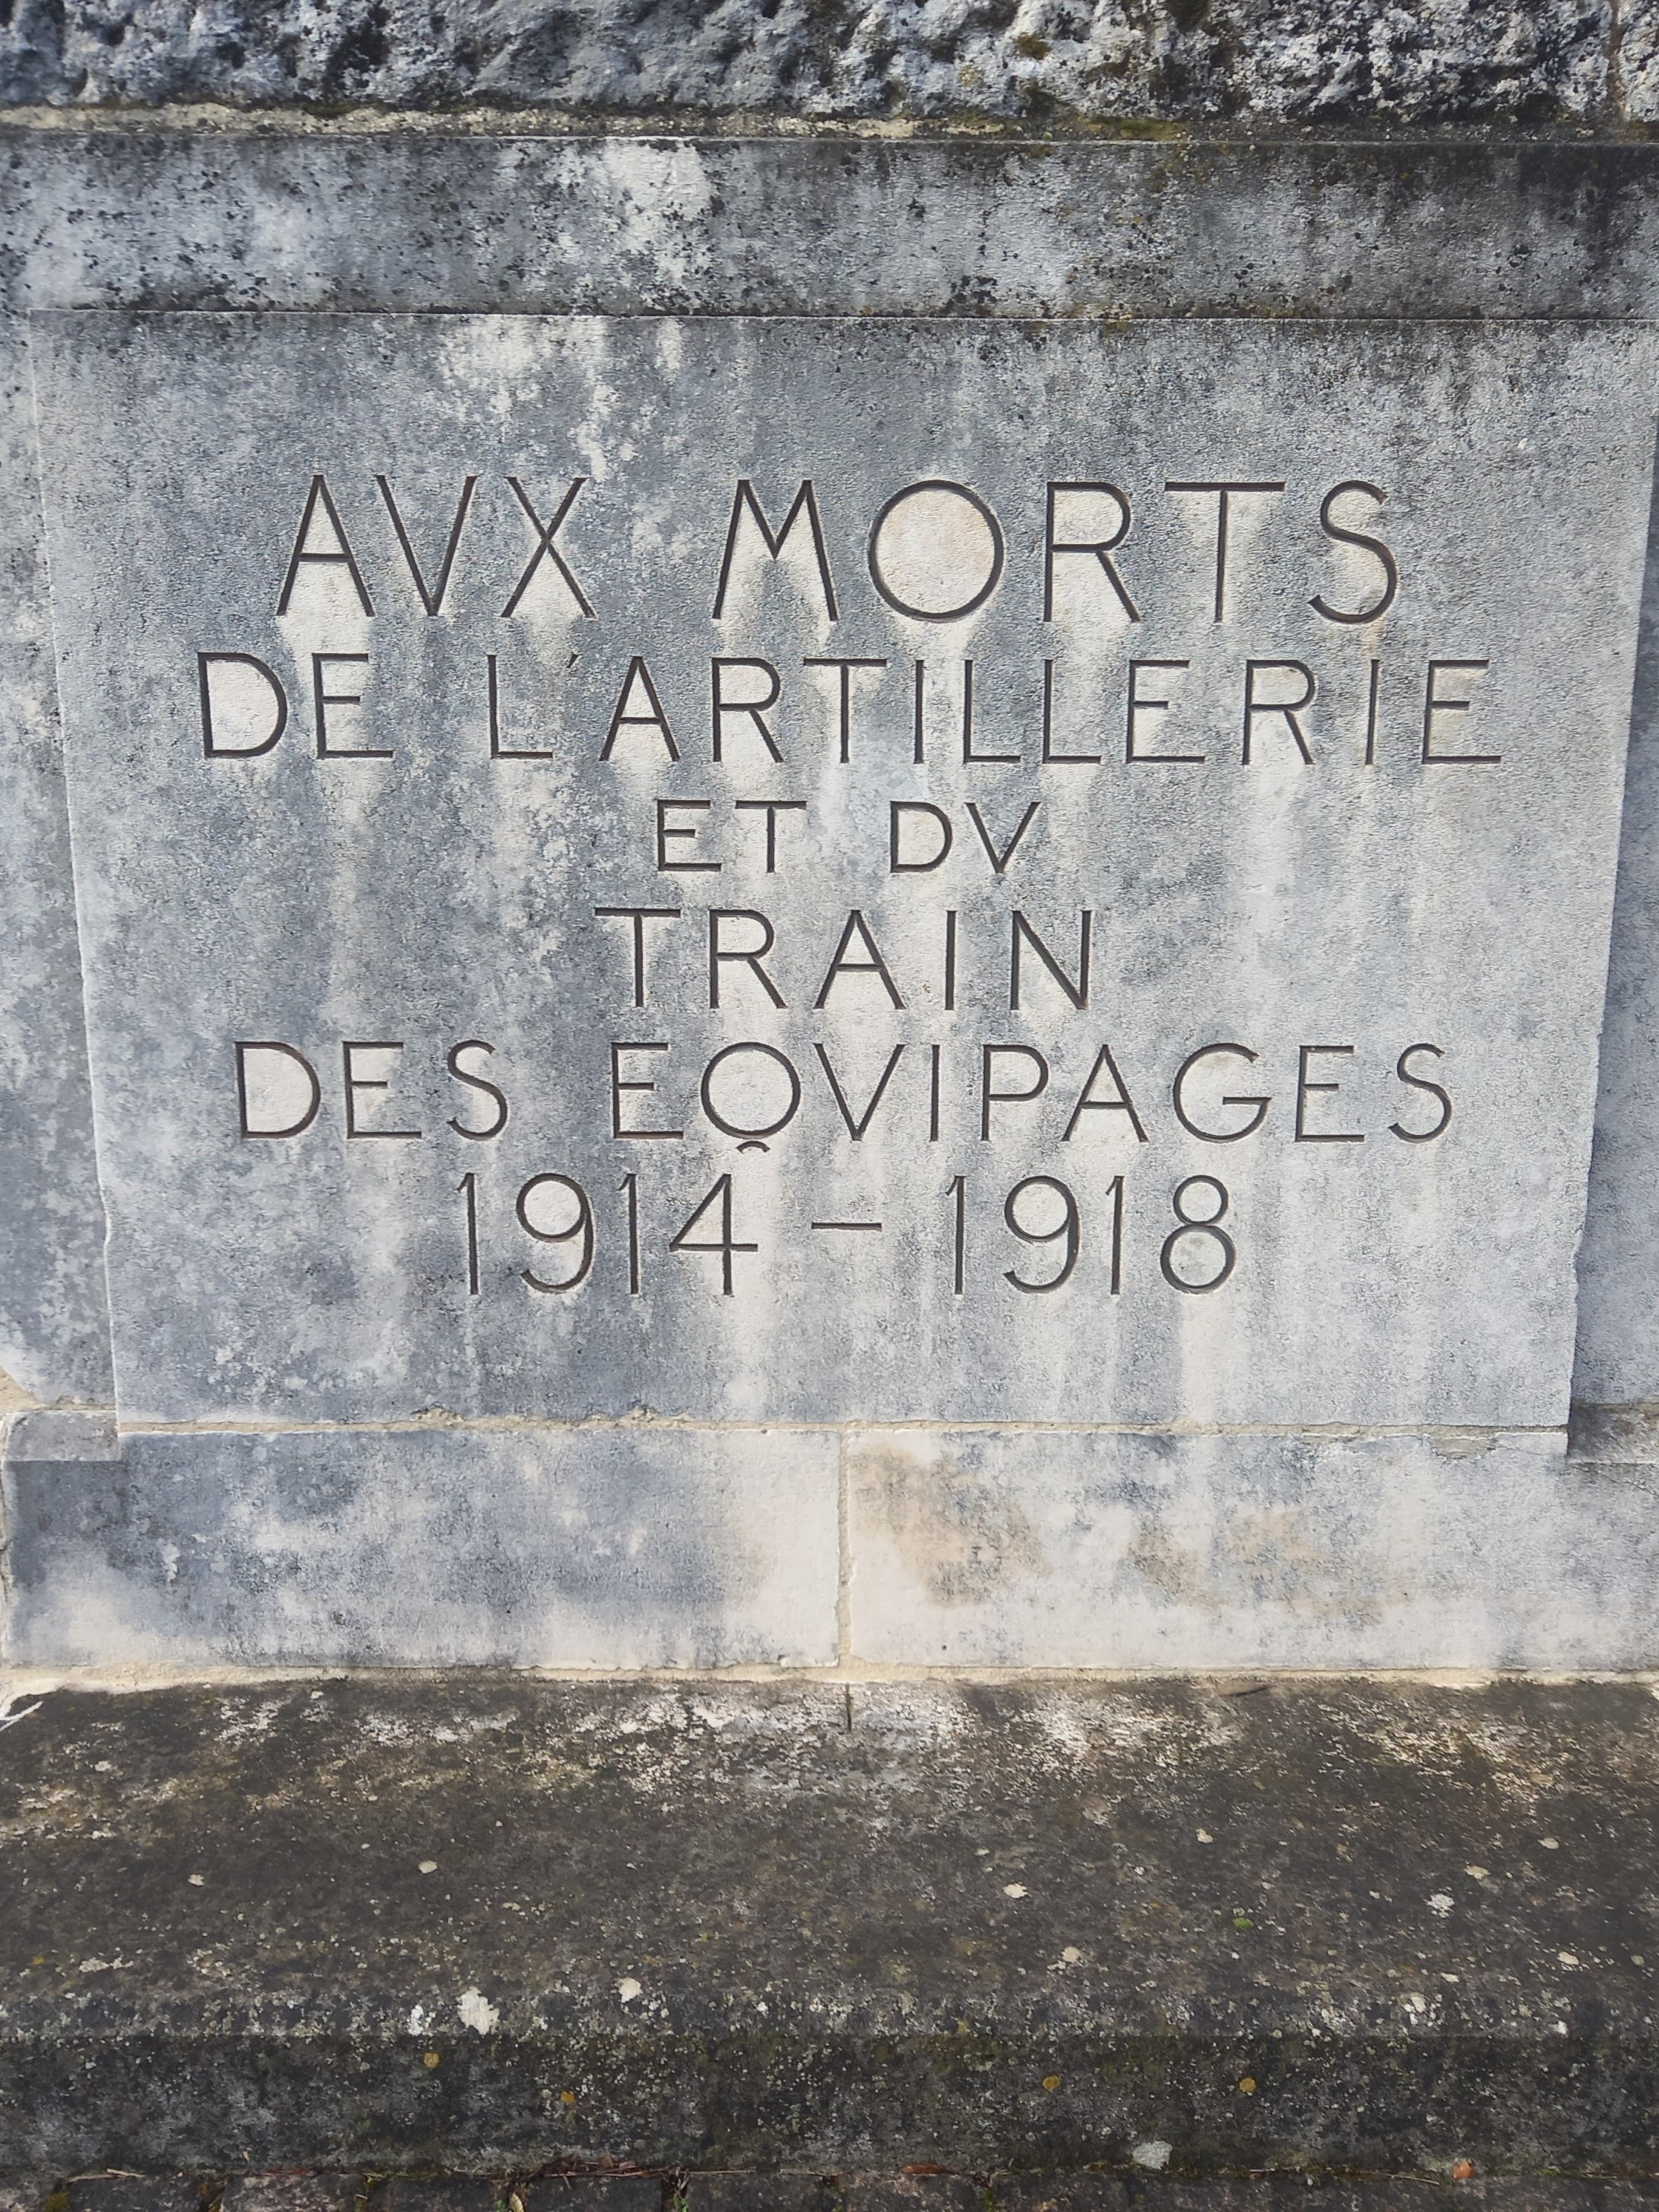 AVX MORTS
DE L'ARTILLERIE
ET DV
TRAIN
DES EQVIPAGES
1914 - 1918